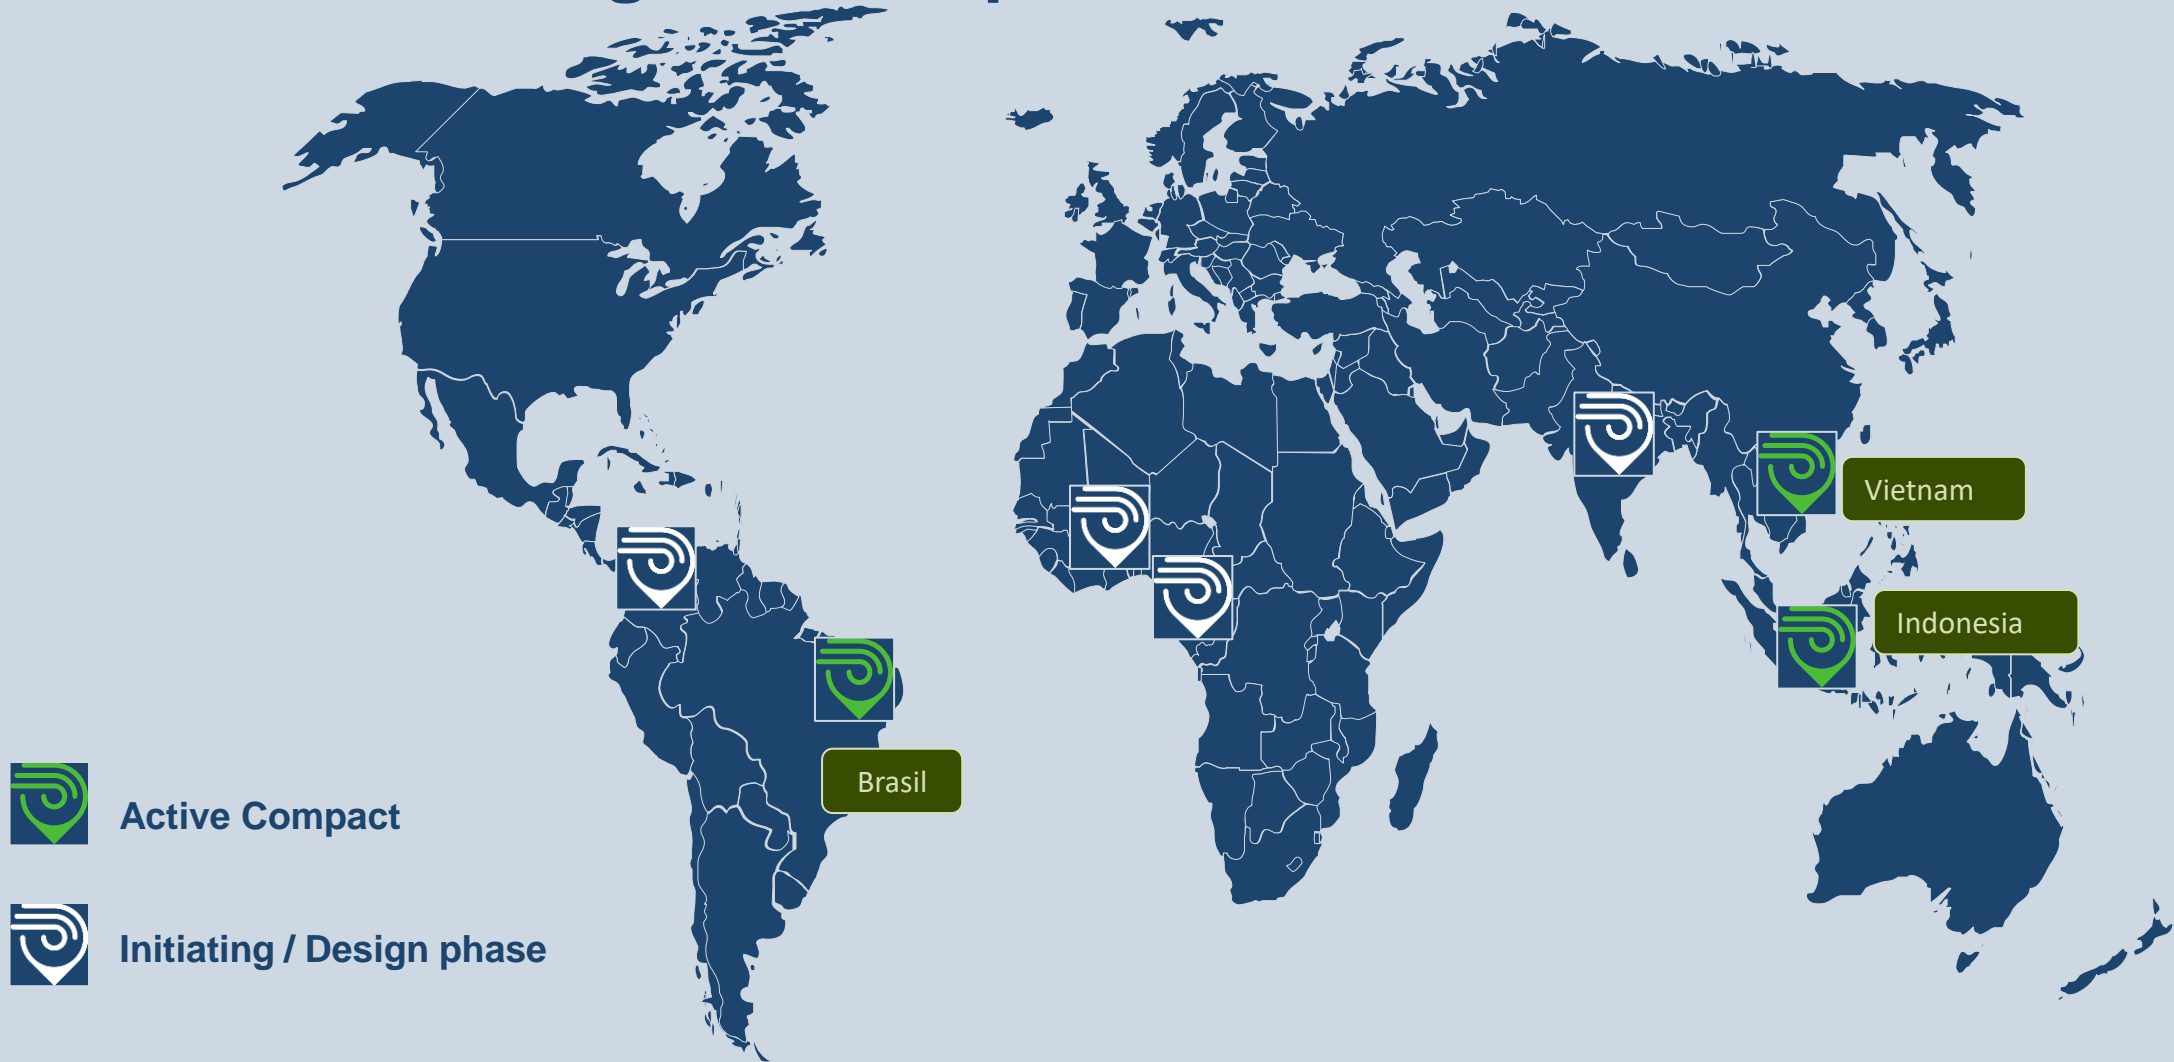 Vietnam
Indonesia
Brasil
Active Compact
Initiating / Design phase